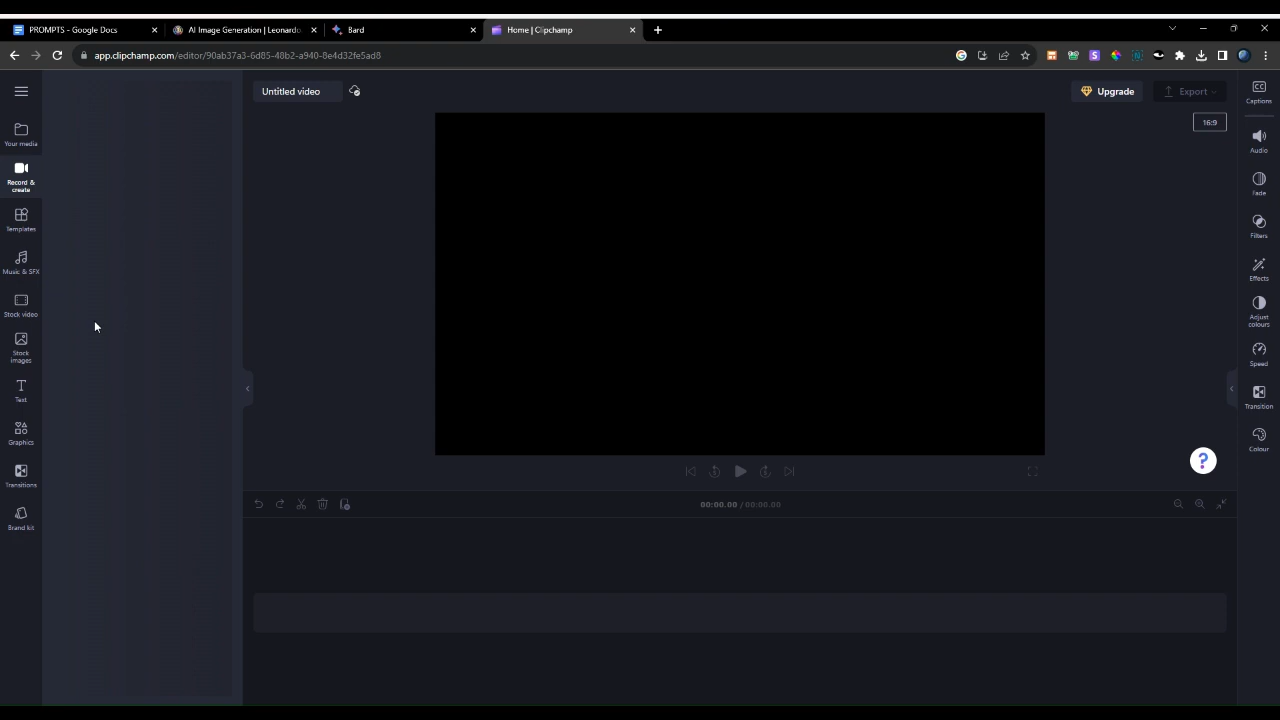 PROMPTS - Google Docs
AI Image Generation | Leonardo
Bard
Home | Clipchamp
app.clipchamp.com/editor/90ab37a3-6d85-48b2-a940-8e4d32fe5ad8
Untitled video
Upgrade
Export
16:9
Your media
Record &
create
Templates
Music & SFX
Stock video
Stock
images
Text
Graphics
Transitions
Brand kit
CC
Captions
Audio
Fade
Filters
Effects
Adjust
colours
Speed
Transition
Colour
?
00:00.00 / 00:00.00